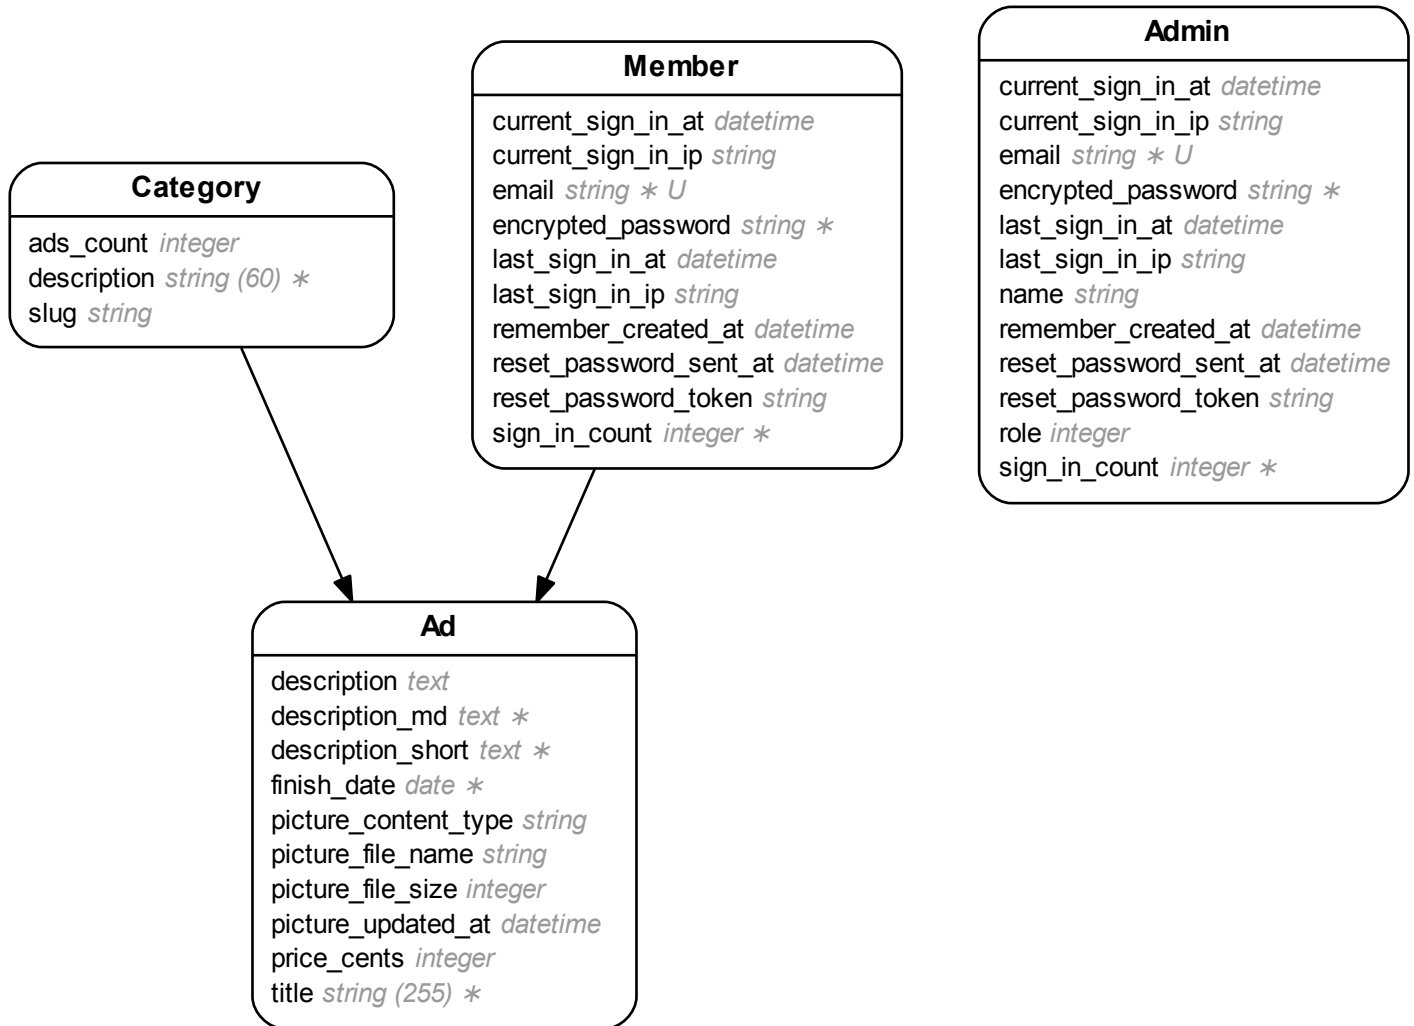 Category
ads_count integer
description string (60) ∗
slug string
Member
current_sign_in_at datetime
current_sign_in_ip string
email string ∗ U
encrypted_password string ∗
last_sign_in_at datetime
last_sign_in_ip string
remember_created_at datetime
reset_password_sent_at datetime
reset_password_token string
sign_in_count integer ∗
Admin
current_sign_in_at datetime
current_sign_in_ip string
email string ∗ U
encrypted_password string ∗
last_sign_in_at datetime
last_sign_in_ip string
name string
remember_created_at datetime
reset_password_sent_at datetime
reset_password_token string
role integer
sign_in_count integer ∗
Ad
description text
description_md text ∗
description_short text ∗
finish_date date ∗
picture_content_type string
picture_file_name string
picture_file_size integer
picture_updated_at datetime
price_cents integer
title string (255) ∗